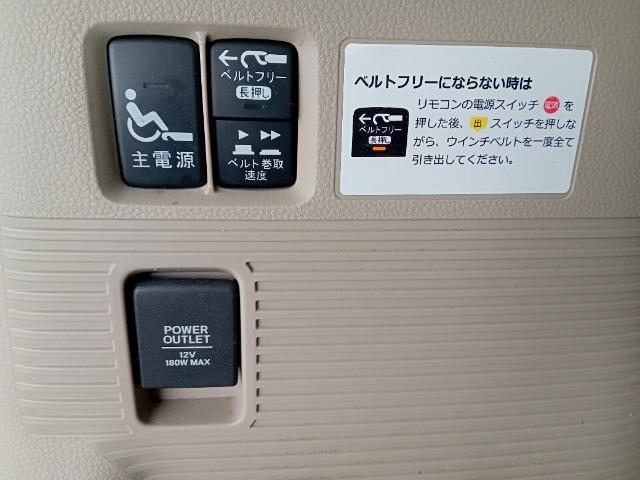 主電源
ベルトフリー
長押し
ベルト巻取
速度
ベルトフリーにならない時は
リモコンの電源スイッチ 電源 を
押した後、 出 スイッチを押しな
がら、ウインチベルトを一度全て
引き出してください。
ベルトフリー
長押し
POWER
OUTLET
12V
180W MAX